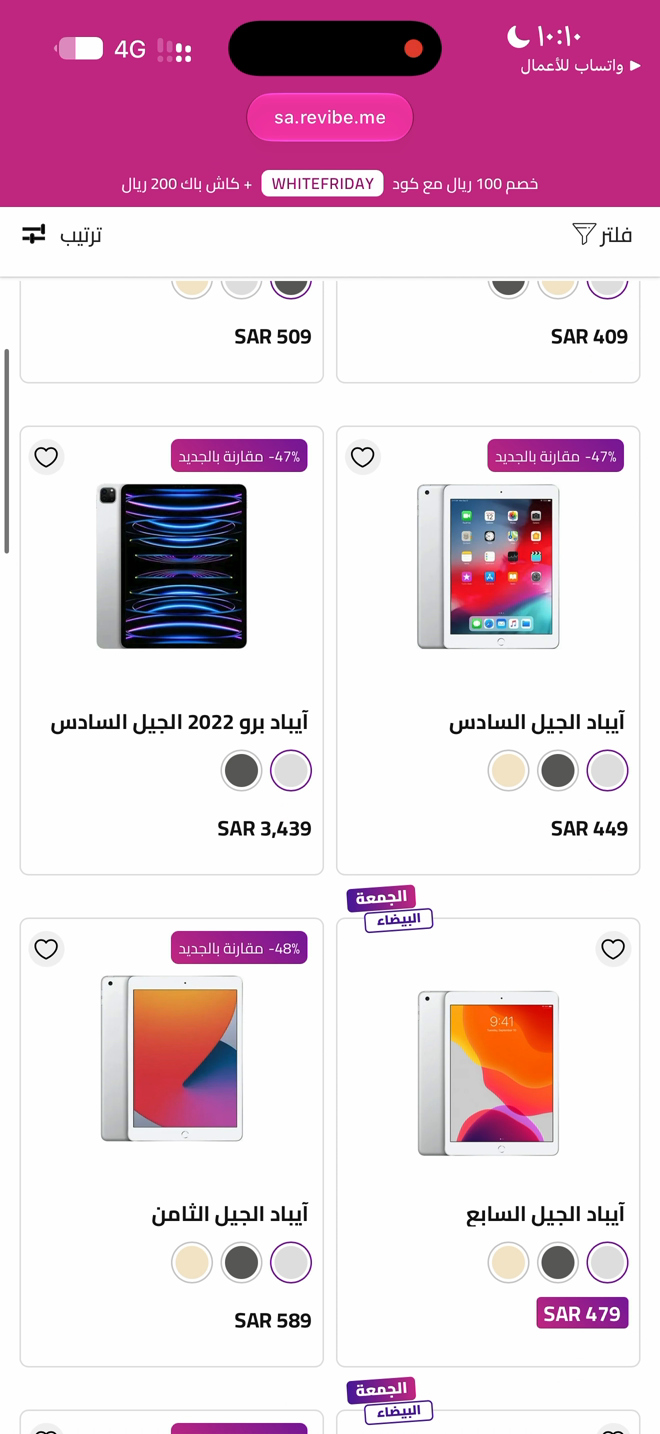 ١٠:١٠
4G
واتساب للأعمال ◀
sa.revibe.me
خصم 100 ريال مع كود WHITEFRIDAY + كاش باك 200 ريال
فلتر
ترتيب
SAR 409
SAR 509
-47% مقارنة بالجديد
آيباد الجيل السادس
SAR 449
-47% مقارنة بالجديد
آيباد برو 2022 الجيل السادس
SAR 3,439
الجمعة
البيضاء
9:41
آيباد الجيل السابع
SAR 479
-48% مقارنة بالجديد
آيباد الجيل الثامن
SAR 589
الجمعة
البيضاء